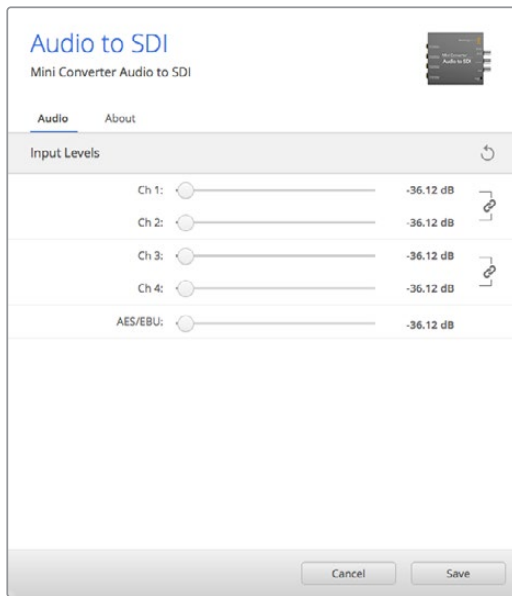 Audio to SDI
Mini Converter Audio to SDI
Audio About
Input Levels
Ch 1: -36.12 dB
Ch 2: -36.12 dB
Ch 3: -36.12 dB
Ch 4: -36.12 dB
AES/EBU: -36.12 dB
Cancel Save